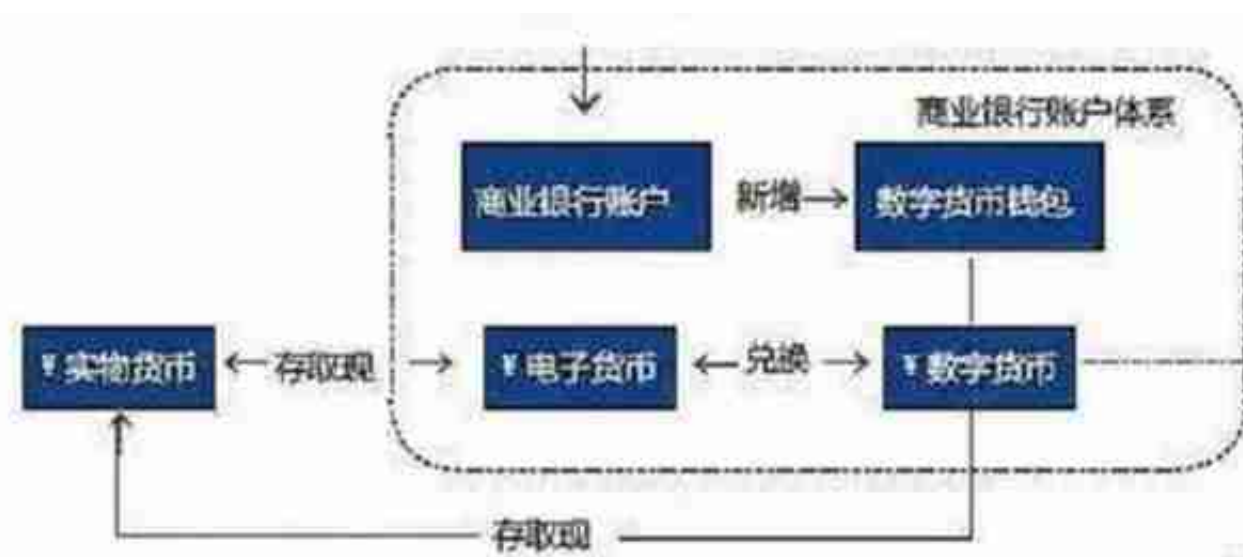 商业银行账户体系
商业银行账户
新增
数字货币钱包
¥实物货币
存取现
¥电子货币
兑换
¥数字货币
存取现